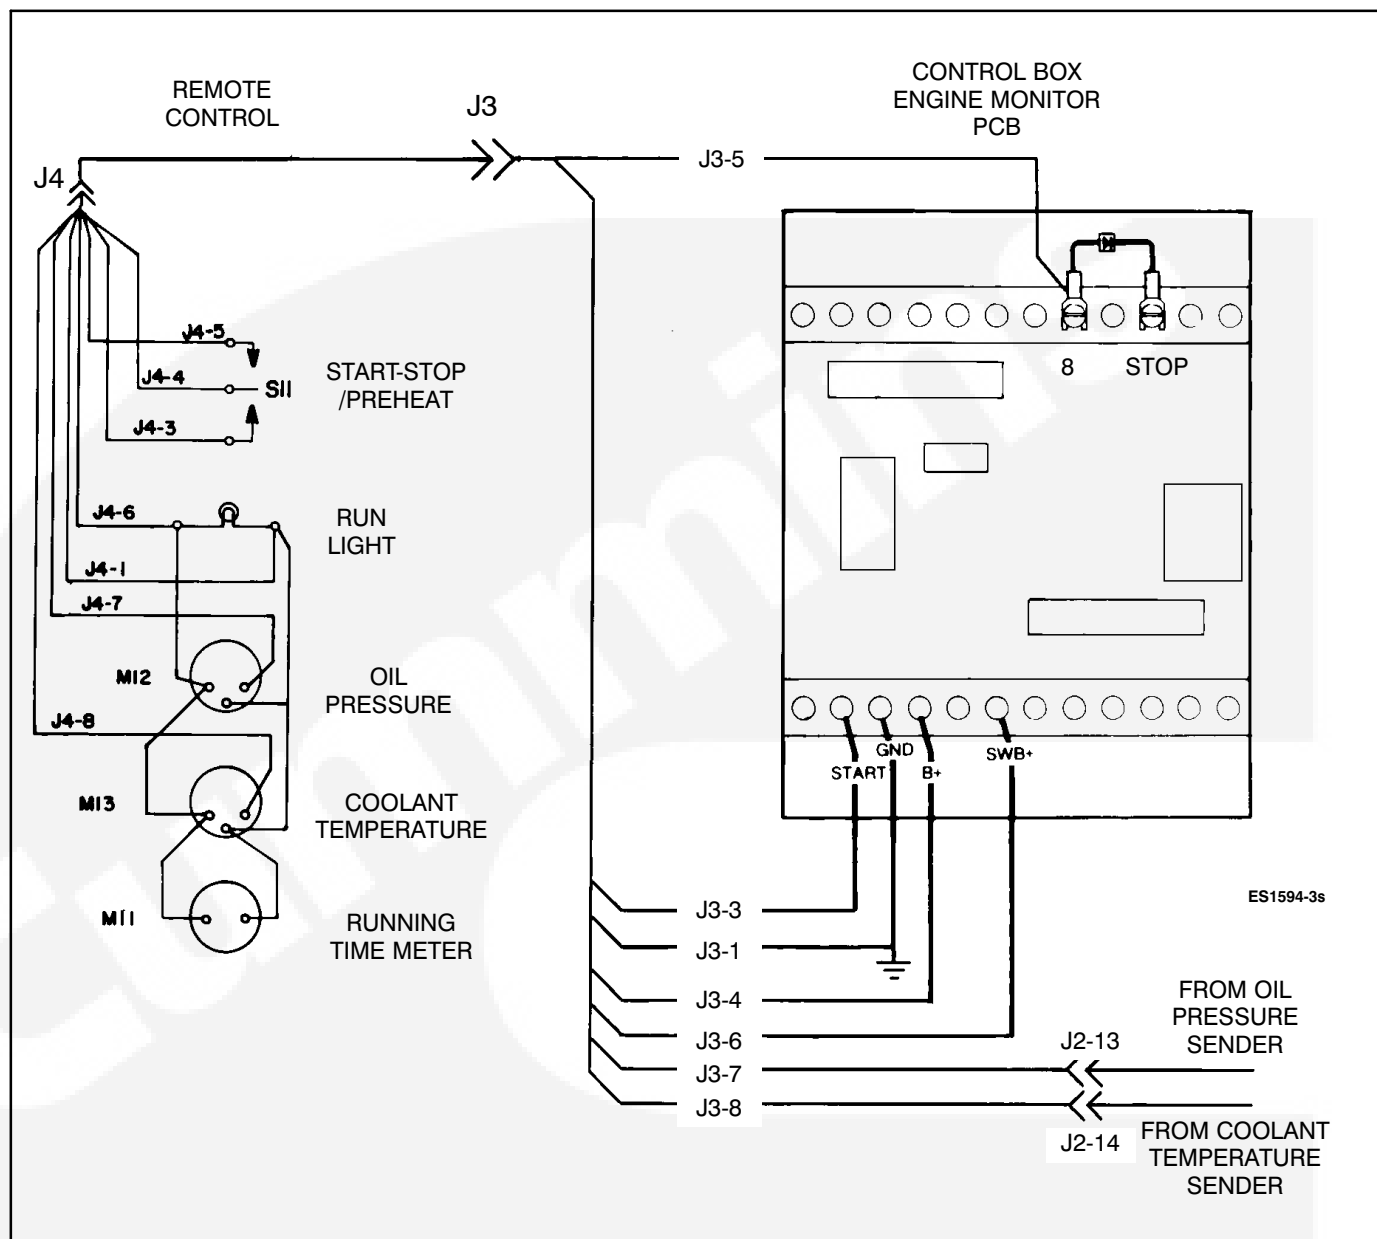 REMOTE
CONTROL
J3
CONTROL BOX
ENGINE MONITOR
PCB
J4
J3-5
J4-5
J4-4
S11
J4-3
START-STOP
/PREHEAT
8
STOP
J4-6
RUN
LIGHT
J4-1
J4-7
M12
OIL
PRESSURE
J4-8
M13
COOLANT
TEMPERATURE
M11
RUNNING
TIME METER
START
GND
B+
SWB+
ES1594-3s
J3-3
J3-1
J3-4
J3-6
J3-7
J3-8
J2-13
FROM OIL
PRESSURE
SENDER
J2-14
FROM COOLANT
TEMPERATURE
SENDER
Cummins